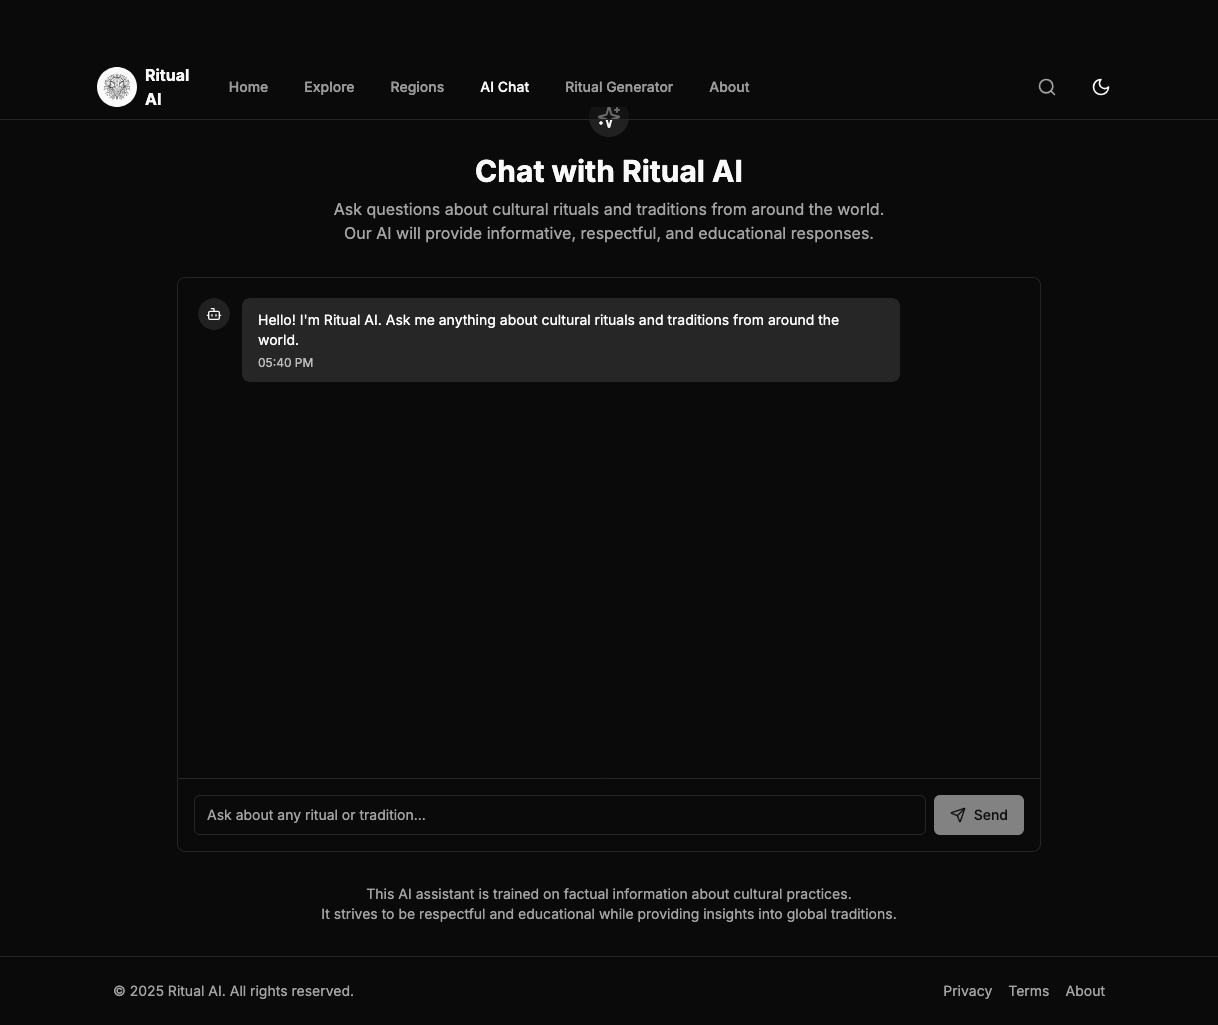 Ritual
AI
Home Explore Regions AI Chat Ritual Generator About
Chat with Ritual AI
Ask questions about cultural rituals and traditions from around the world.
Our AI will provide informative, respectful, and educational responses.
Hello! I'm Ritual AI. Ask me anything about cultural rituals and traditions from around the
world.
05:40 PM
Ask about any ritual or tradition...
Send
This AI assistant is trained on factual information about cultural practices.
It strives to be respectful and educational while providing insights into global traditions.
© 2025 Ritual AI. All rights reserved.
Privacy Terms About